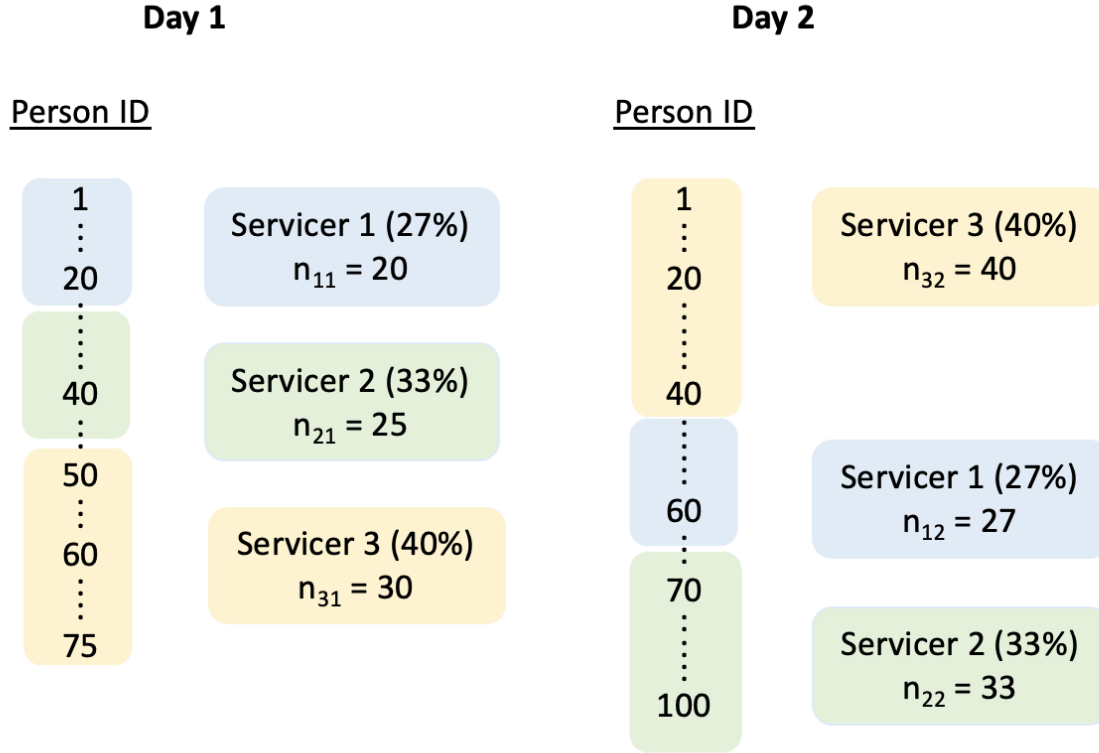 Day 1
Person ID
1
20
40
50
60
75
Servicer 1 (27%)
n₁₁ = 20
Servicer 2 (33%)
n₂₁ = 25
Servicer 3 (40%)
n₃₁ = 30
Day 2
Person ID
1
20
40
60
70
100
Servicer 3 (40%)
n₃₂ = 40
Servicer 1 (27%)
n₁₂ = 27
Servicer 2 (33%)
n₂₂ = 33